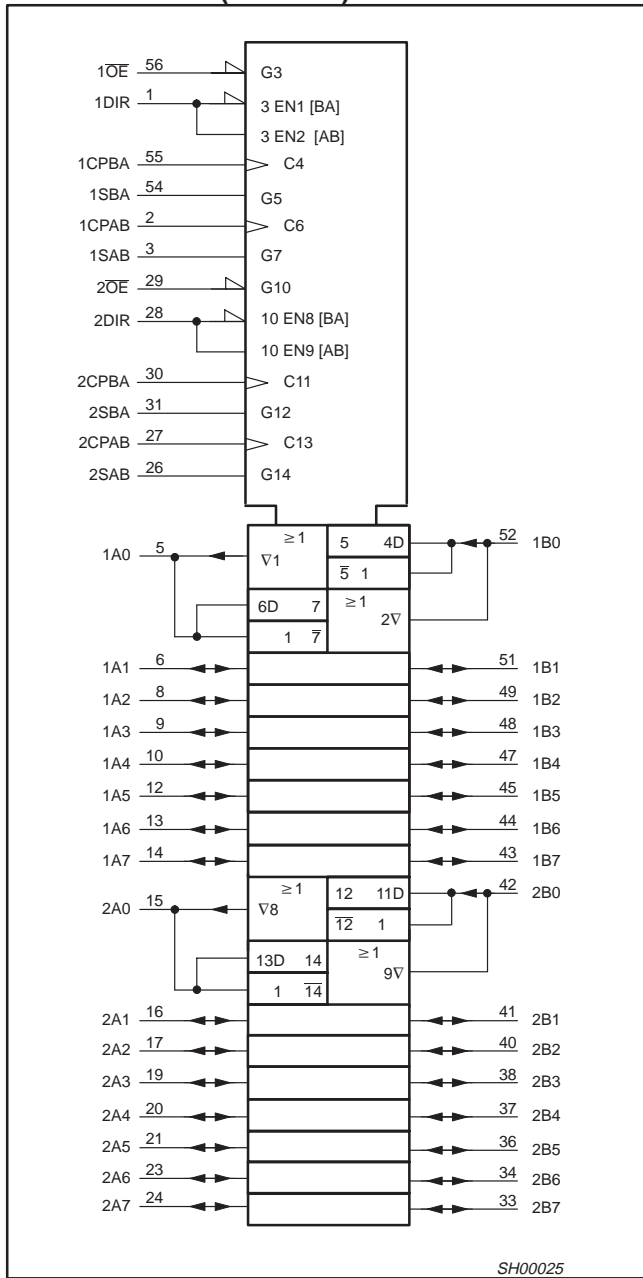 1O̅E̅ 56 G3
1DIR 1 3 EN1 [BA]
3 EN2 [AB]
1CPBA 55 C4
1SBA 54 G5
1CPAB 2 C6
1SAB 3 G7
2O̅E̅ 29 G10
2DIR 28 10 EN8 [BA]
10 EN9 [AB]
2CPBA 30 C11
2SBA 31 G12
2CPAB 27 C13
2SAB 26 G14
1A0 5 ≥1 ∇1 5 4D 52 1B0
5̅ 1
6D 7 ≥1 2∇
1 7̅
1A1 6 51 1B1
1A2 8 49 1B2
1A3 9 48 1B3
1A4 10 47 1B4
1A5 12 45 1B5
1A6 13 44 1B6
1A7 14 43 1B7
2A0 15 ≥1 ∇8 12 11D 42 2B0
1̅2̅ 1
13D 14 ≥1 9∇
1 1̅4̅
2A1 16 41 2B1
2A2 17 40 2B2
2A3 19 38 2B3
2A4 20 37 2B4
2A5 21 36 2B5
2A6 23 34 2B6
2A7 24 33 2B7
SH00025